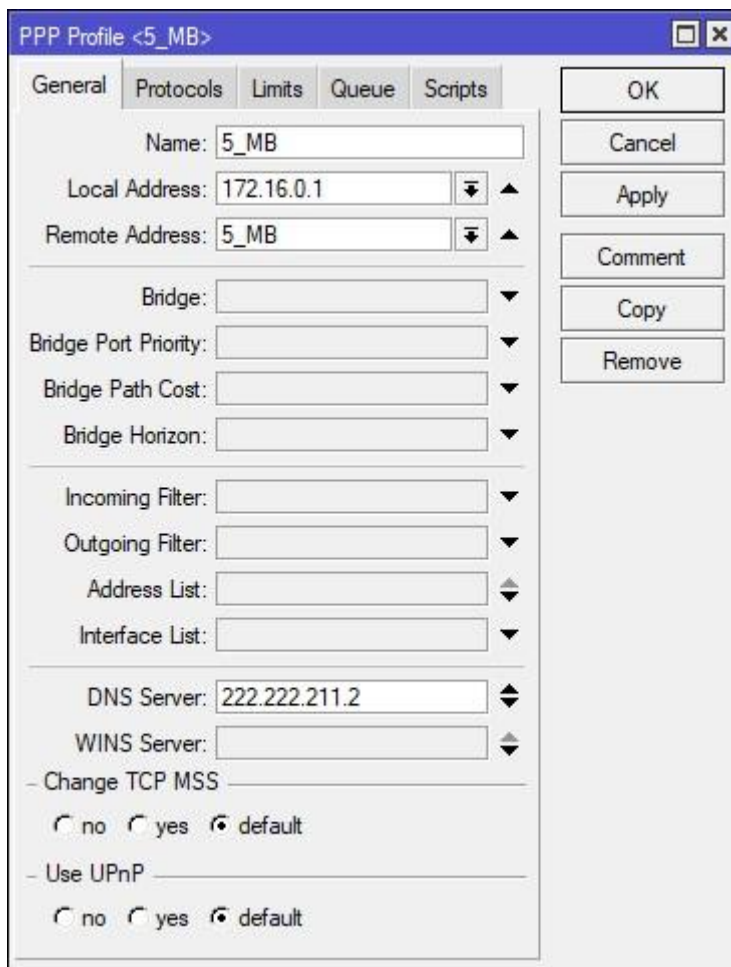 PPP Profile <5_MB>
General Protocols Limits Queue Scripts
Name: 5_MB
Local Address: 172.16.0.1
Remote Address: 5_MB
Bridge:
Bridge Port Priority:
Bridge Path Cost:
Bridge Horizon:
Incoming Filter:
Outgoing Filter:
Address List:
Interface List:
DNS Server: 222.222.211.2
WINS Server:
Change TCP MSS
no yes default
Use UPnP
no yes default
OK
Cancel
Apply
Comment
Copy
Remove